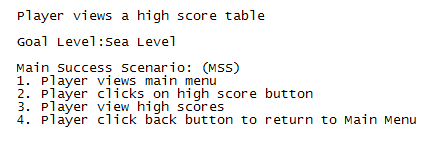 Player views a high score table
Goal Level:Sea Level
Main Success Scenario: (MSS)
1. Player views main menu
2. Player clicks on high score button
3. Player view high scores
4. Player click back button to return to Main Menu